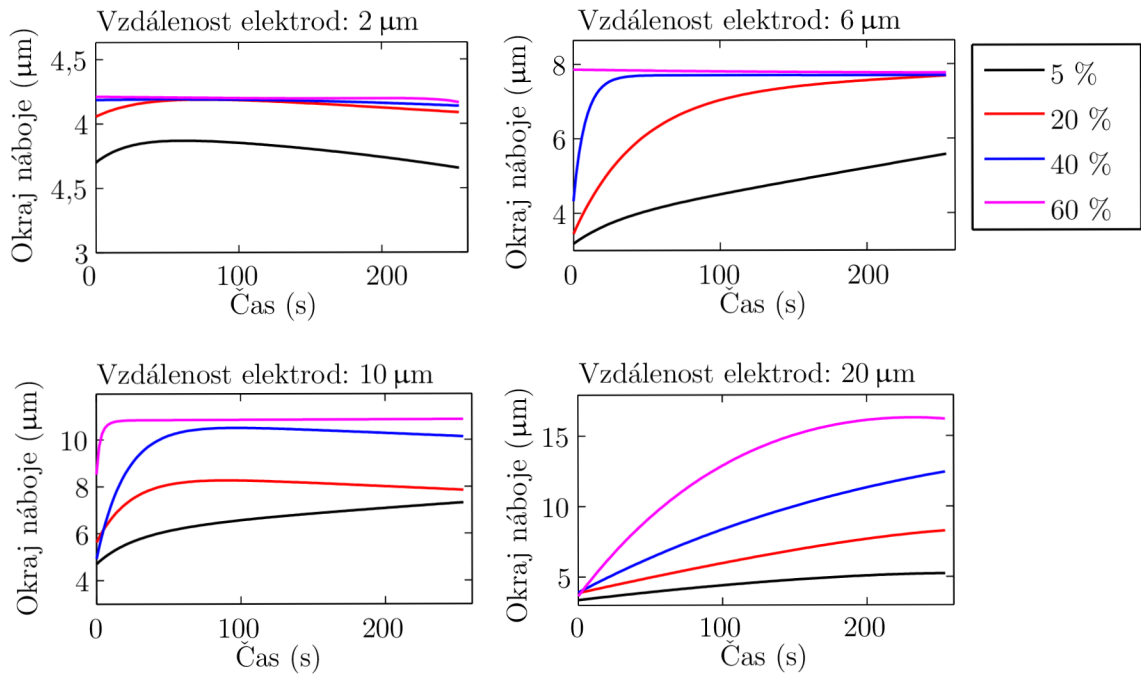 Vzdálenost elektrod: 2 µm
Okraj náboje (µm)
4,5
4
4,5
3
0
100
200
Čas (s)
Vzdálenost elektrod: 6 µm
Okraj náboje (µm)
8
6
4
0
100
200
Čas (s)
5 %
20 %
40 %
60 %
Vzdálenost elektrod: 10 µm
Okraj náboje (µm)
10
8
6
4
0
100
200
Čas (s)
Vzdálenost elektrod: 20 µm
Okraj náboje (µm)
15
10
5
0
100
200
Čas (s)